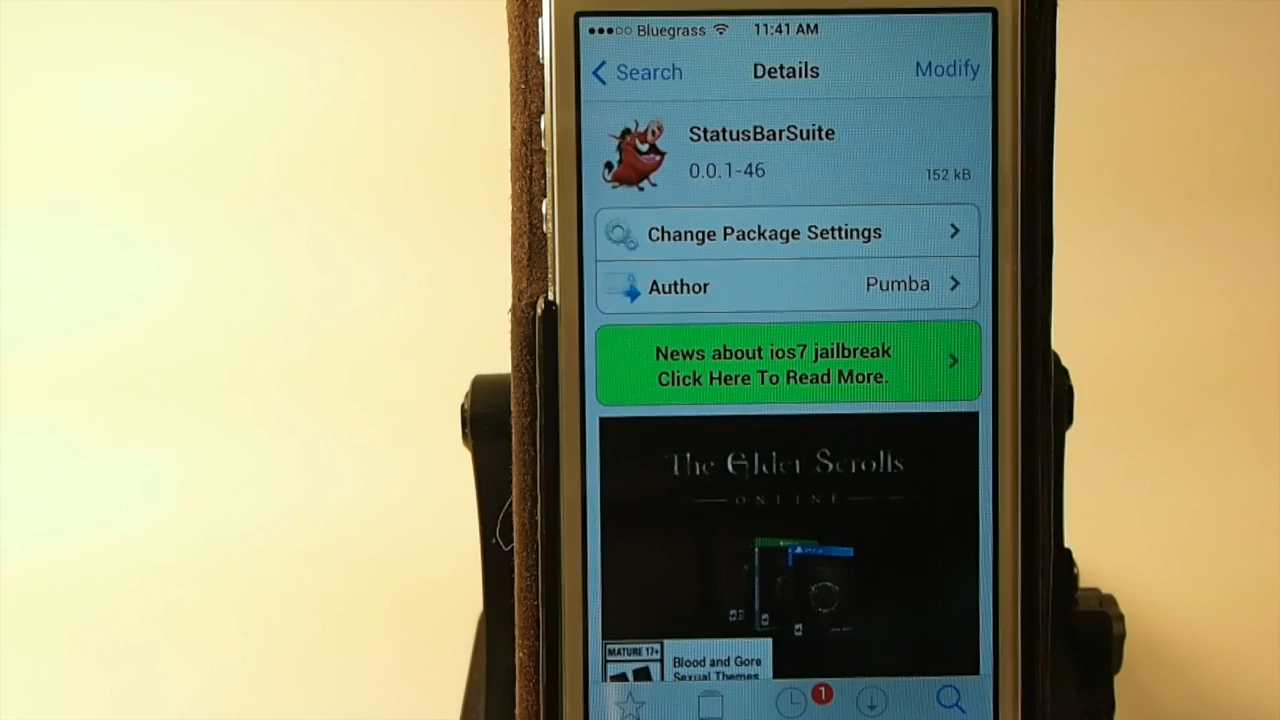 Bluegrass 11:41 AM
Search Details Modify
StatusBarSuite
0.0.1-46 152 kB
Change Package Settings
Author Pumba
News about ios7 jailbreak
Click Here To Read More.
The Elder Scrolls
ONLINE
MATURE 17+
Blood and Gore
Sexual Themes
1